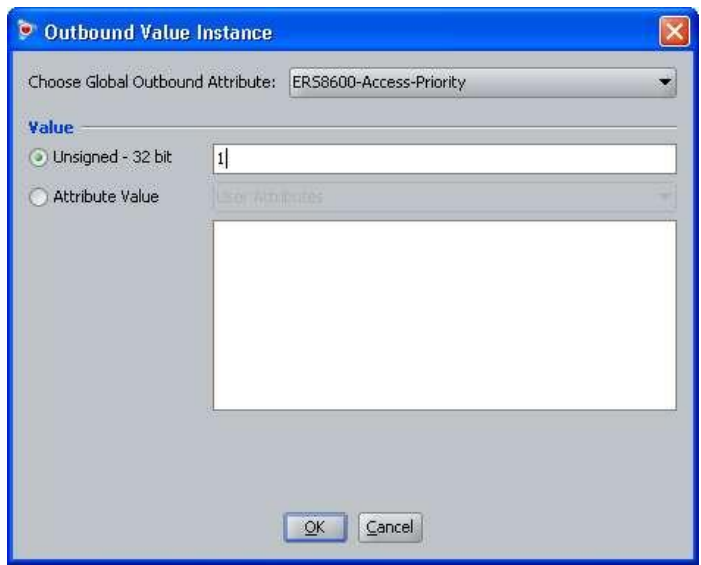 Outbound Value Instance
Choose Global Outbound Attribute: ERS8600-Access-Priority
Value
Unsigned - 32 bit 1
Attribute Value User Attributes
OK Cancel